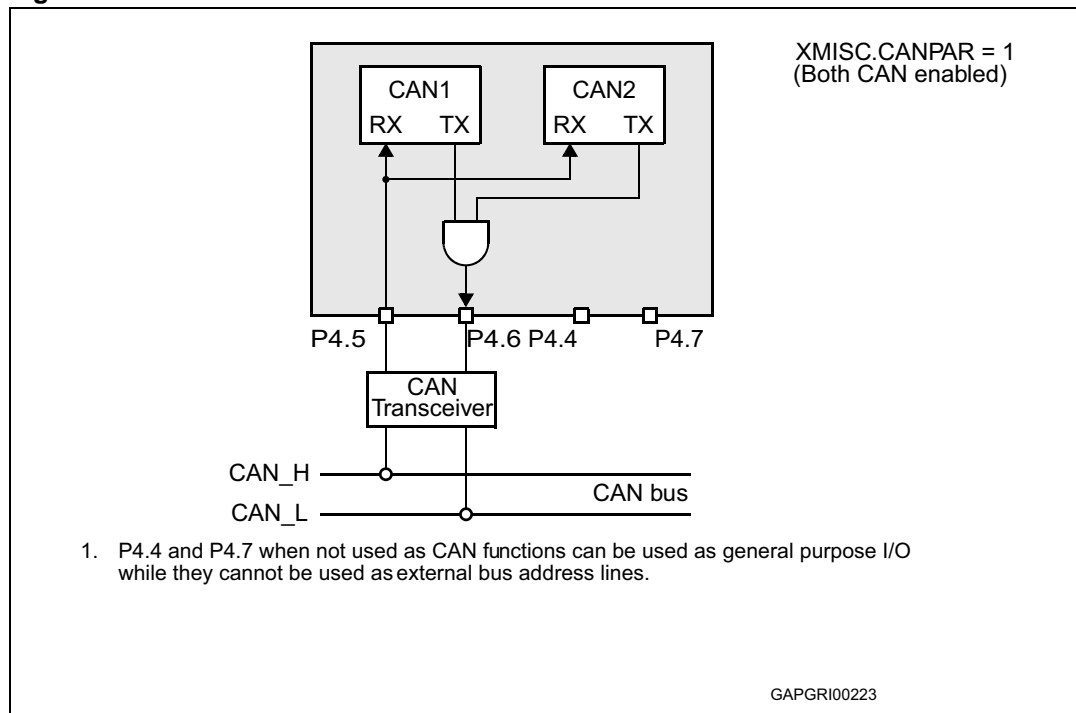 XMISC.CANPAR = 1
(Both CAN enabled)
CAN1
RX TX
CAN2
RX TX
P4.5
P4.6
P4.4
P4.7
CAN
Transceiver
CAN_H
CAN bus
CAN_L
1. P4.4 and P4.7 when not used as CAN functions can be used as general purpose I/O
while they cannot be used as external bus address lines.
GAPGRI00223